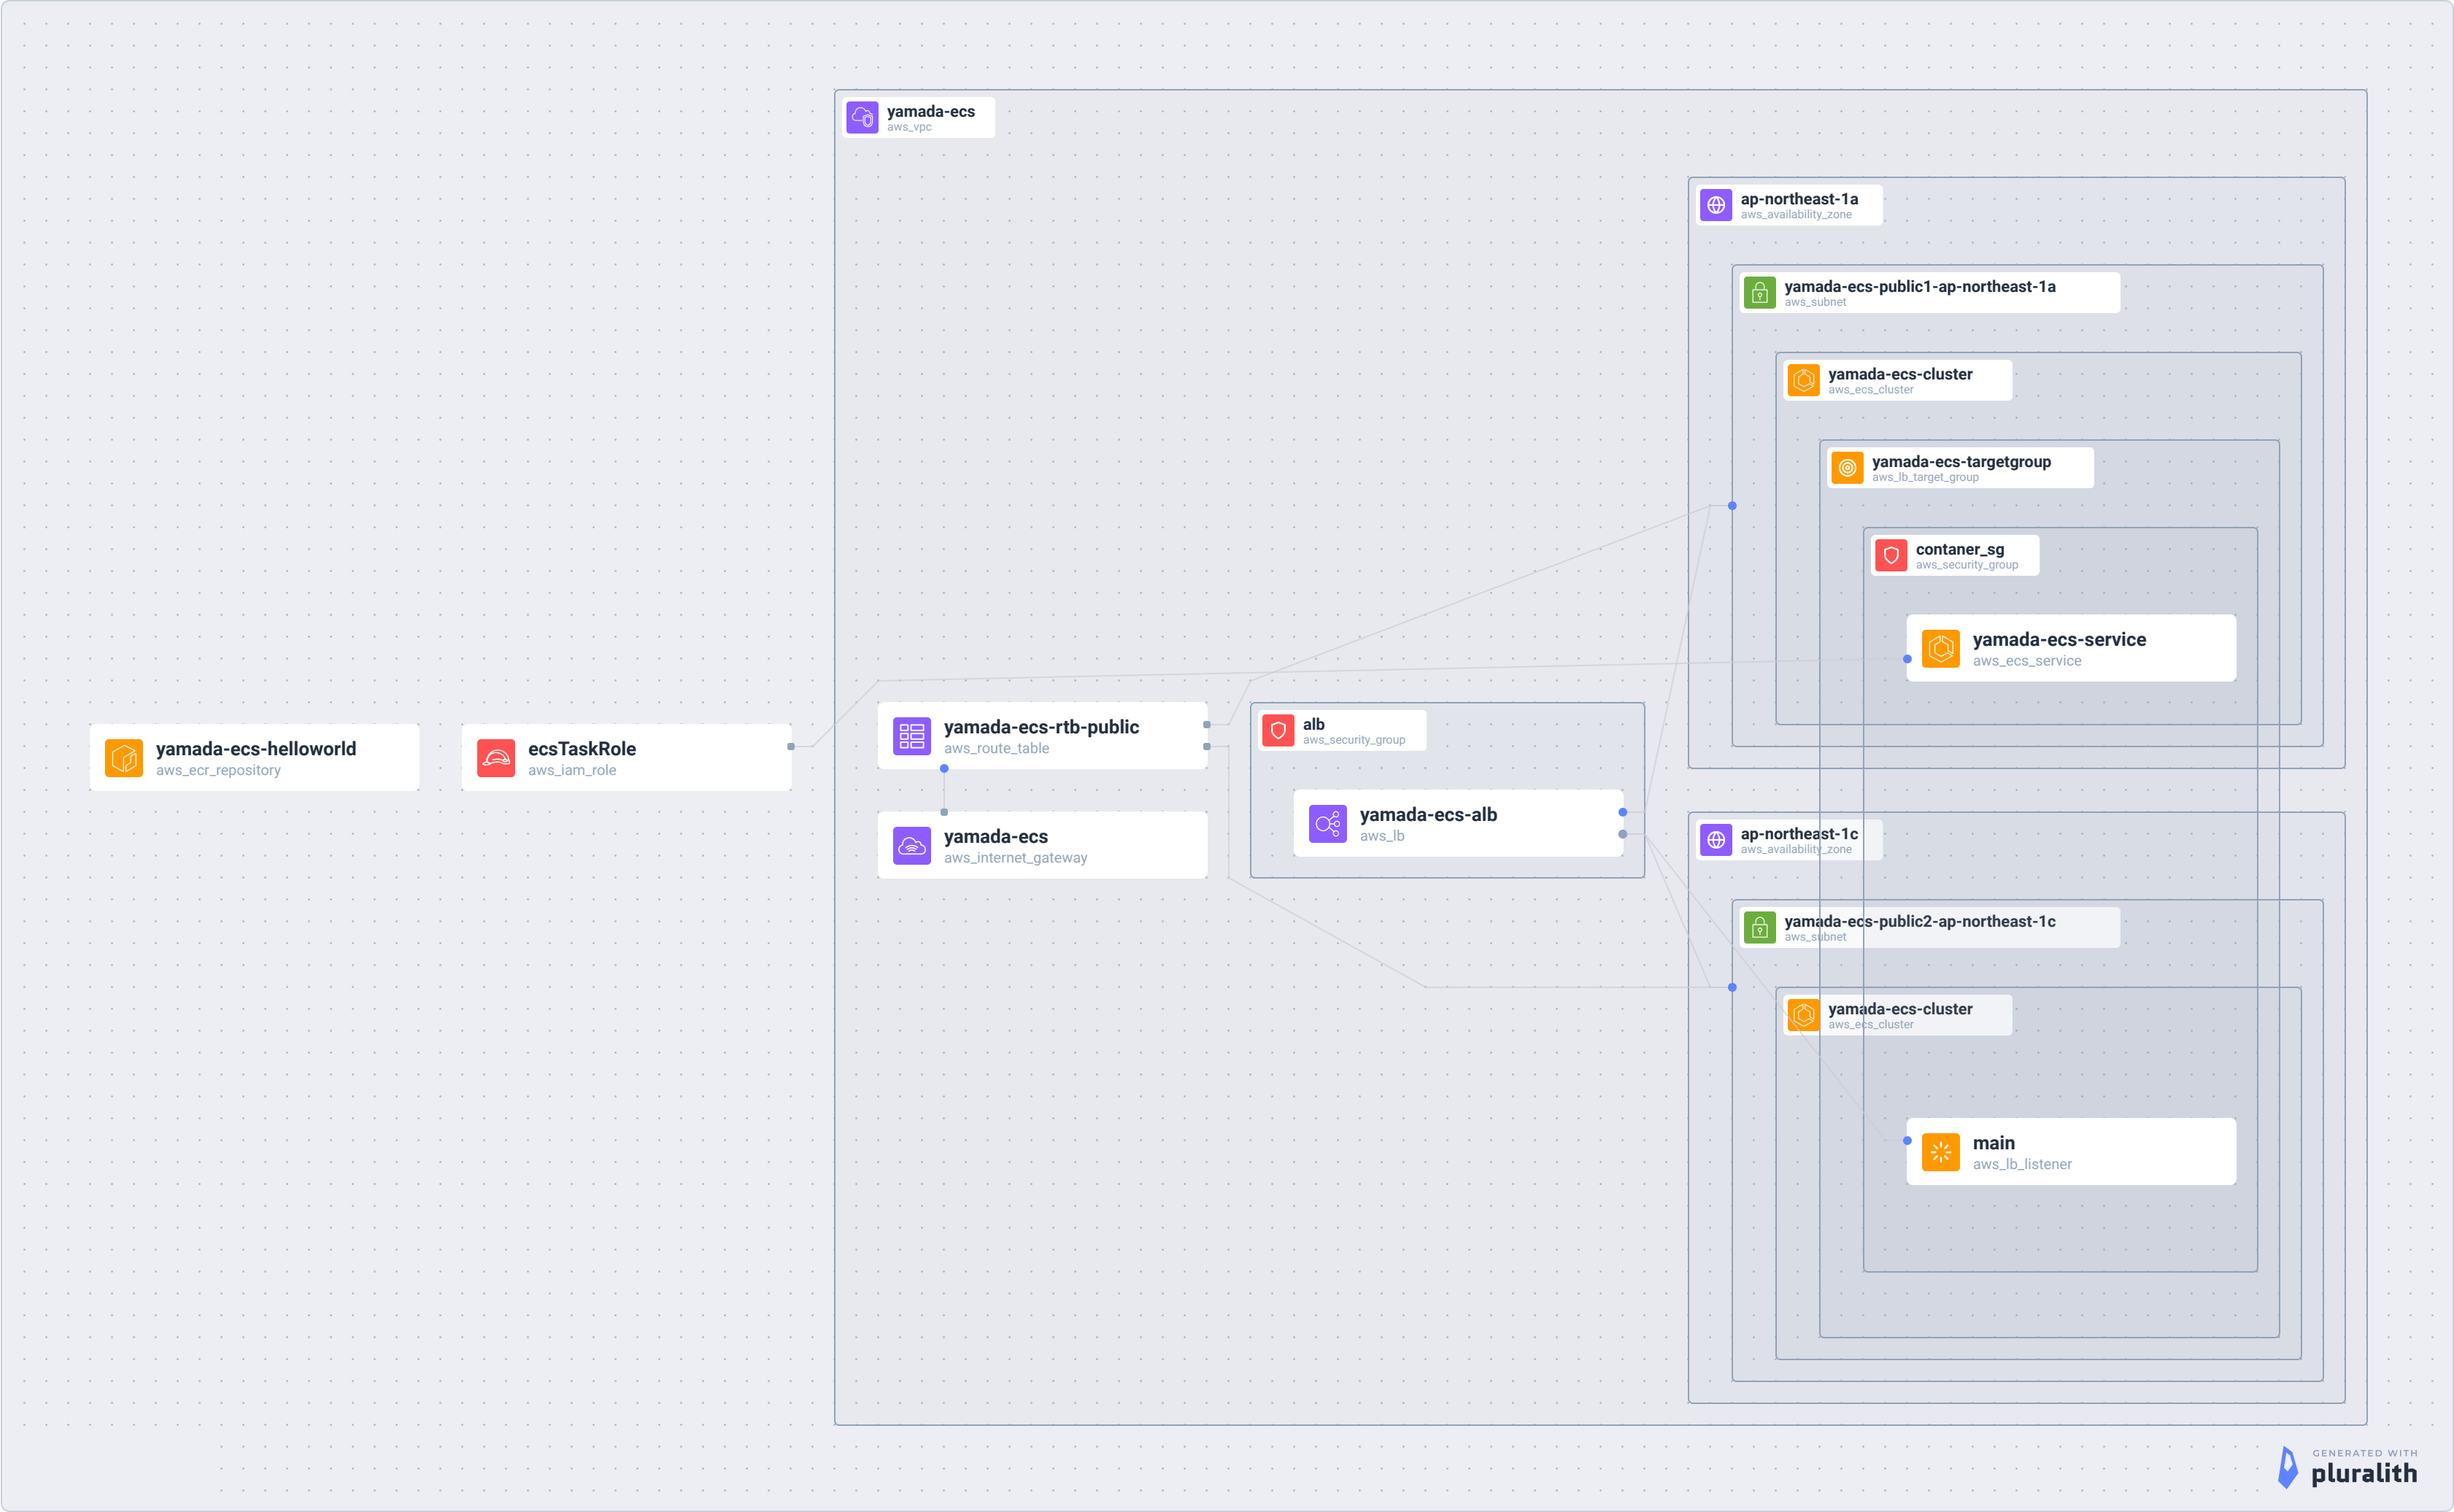 yamada-ecs
aws_vpc
ap-northeast-1a
aws_availability_zone
yamada-ecs-public1-ap-northeast-1a
aws_subnet
yamada-ecs-cluster
aws_ecs_cluster
yamada-ecs-targetgroup
aws_lb_target_group
contaner_sg
aws_security_group
yamada-ecs-service
aws_ecs_service
yamada-ecs-helloworld
aws_ecr_repository
ecsTaskRole
aws_iam_role
yamada-ecs-rtb-public
aws_route_table
yamada-ecs
aws_internet_gateway
alb
aws_security_group
yamada-ecs-alb
aws_lb
ap-northeast-1c
aws_availability_zone
yamada-ecs-public2-ap-northeast-1c
aws_subnet
yamada-ecs-cluster
aws_ecs_cluster
main
aws_lb_listener
GENERATED WITH
pluralith